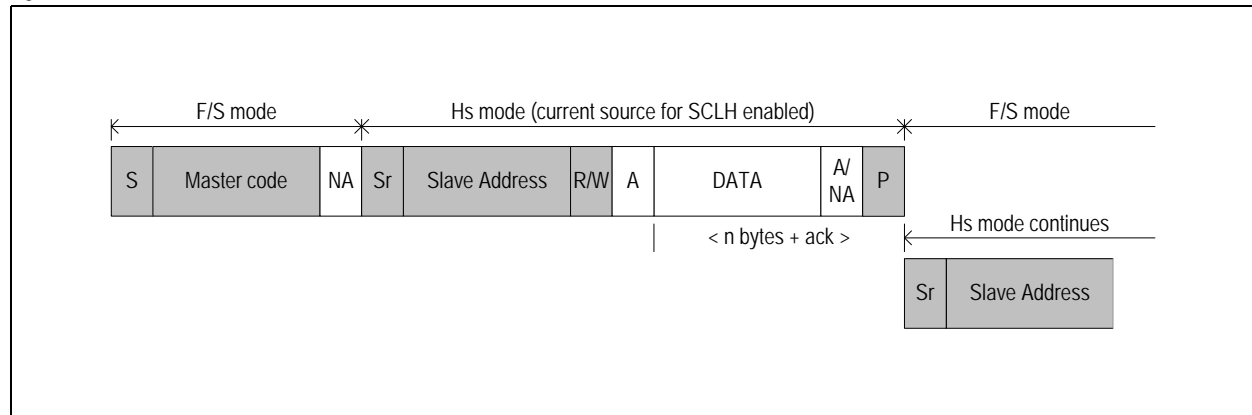 F/S mode Hs mode (current source for SCLH enabled) F/S mode
S Master code NA Sr Slave Address R/W A DATA A/ NA P
< n bytes + ack > Hs mode continues
Sr Slave Address